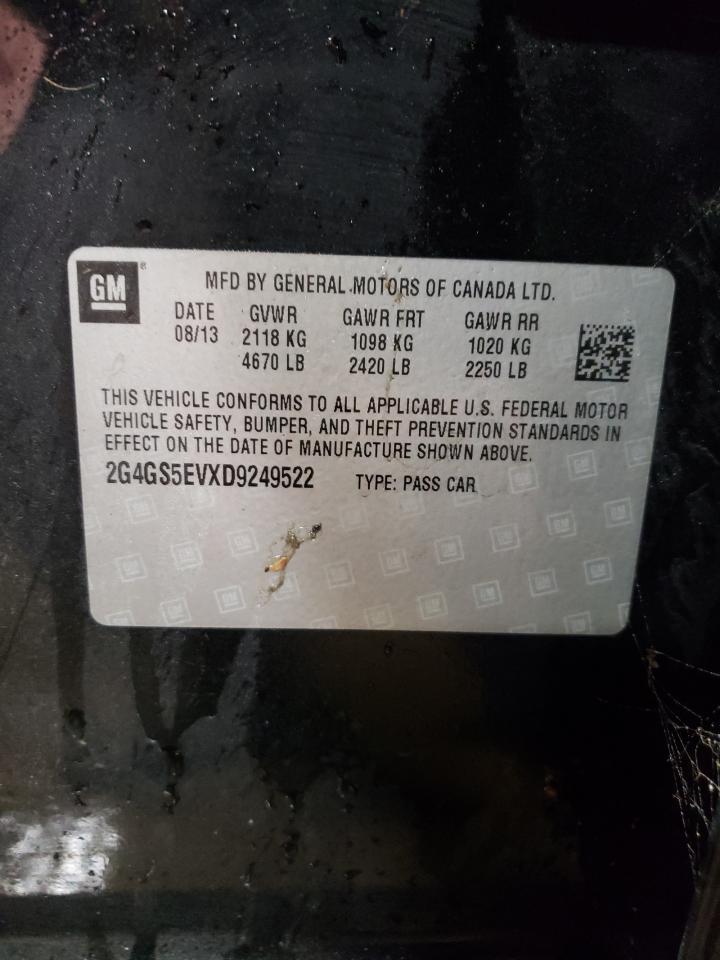 GM ® MFD BY GENERAL MOTORS OF CANADA LTD.
DATE GVWR GAWR FRT GAWR RR
08/13 2118 KG 1098 KG 1020 KG
4670 LB 2420 LB 2250 LB
THIS VEHICLE CONFORMS TO ALL APPLICABLE U.S. FEDERAL MOTOR
VEHICLE SAFETY, BUMPER, AND THEFT PREVENTION STANDARDS IN
EFFECT ON THE DATE OF MANUFACTURE SHOWN ABOVE.
2G4GS5EVXD9249522 TYPE: PASS CAR